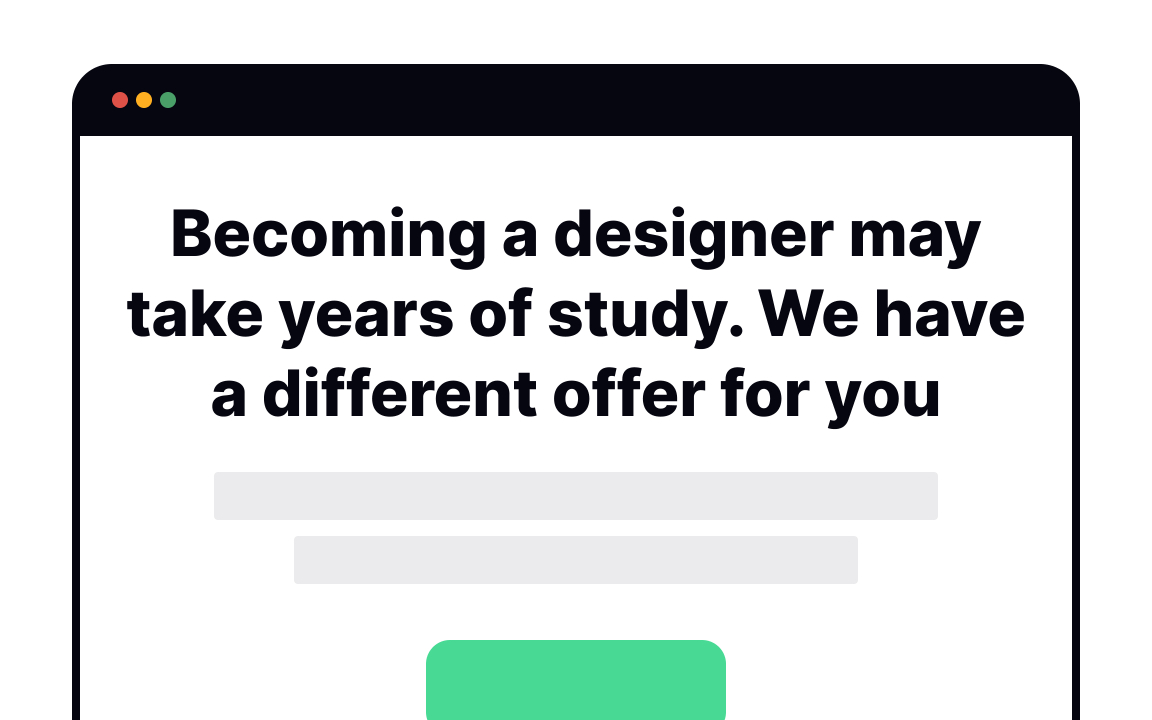 Becoming a designer may
take years of study. We have
a different offer for you